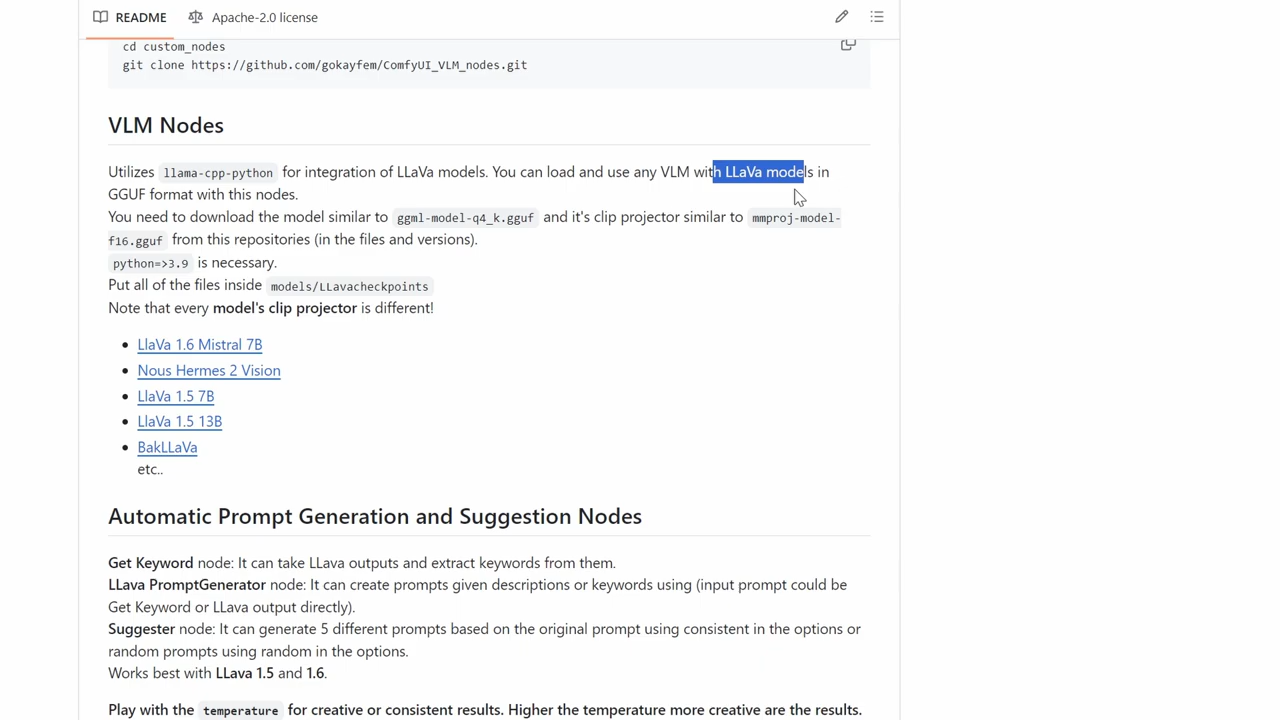 README
Apache-2.0 license
cd custom_nodes
git clone https://github.com/gokayfem/ComfyUI_VLM_nodes.git
VLM Nodes
Utilizes llama-cpp-python for integration of LLaVa models. You can load and use any VLM with LLaVa models in
GGUF format with this nodes.
You need to download the model similar to ggml-model-q4_k.gguf and it's clip projector similar to mmproj-model-
f16.gguf from this repositories (in the files and versions).
python=>3.9 is necessary.
Put all of the files inside models/LLavacheckpoints
Note that every model's clip projector is different!
LlaVa 1.6 Mistral 7B
Nous Hermes 2 Vision
LlaVa 1.5 7B
LlaVa 1.5 13B
BakLLaVa
etc..
Automatic Prompt Generation and Suggestion Nodes
Get Keyword node: It can take LLava outputs and extract keywords from them.
LLava PromptGenerator node: It can create prompts given descriptions or keywords using (input prompt could be
Get Keyword or LLava output directly).
Suggester node: It can generate 5 different prompts based on the original prompt using consistent in the options or
random prompts using random in the options.
Works best with LLava 1.5 and 1.6.
Play with the temperature for creative or consistent results. Higher the temperature more creative are the results.